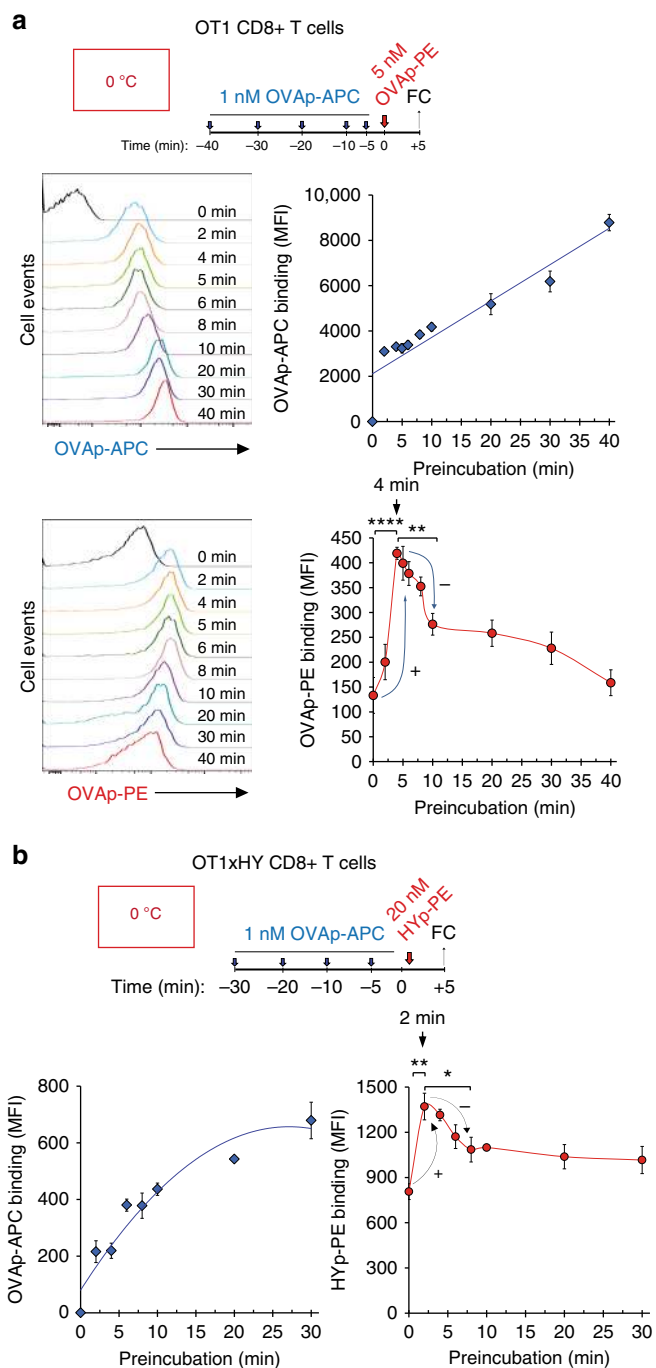 a
OT1 CD8+ T cells
0 °C
1 nM OVAp-APC
5 nM
OVAp-PE
FC
Time (min): –40 –30 –20 –10 –5 0 +5
Cell events
0 min
2 min
4 min
5 min
6 min
8 min
10 min
20 min
30 min
40 min
OVAp-APC
OVAp-APC binding (MFI)
10,000
8000
6000
4000
2000
0
0 5 10 15 20 25 30 35 40
Preincubation (min)
Cell events
0 min
2 min
4 min
5 min
6 min
8 min
10 min
20 min
30 min
40 min
OVAp-PE
4 min
**** **
OVAp-PE binding (MFI)
450
400
350
300
250
200
150
100
50
0
–
+
0 5 10 15 20 25 30 35 40
Preincubation (min)
b
OT1xHY CD8+ T cells
0 °C
1 nM OVAp-APC
20 nM
HYp-PE
FC
Time (min): –30 –20 –10 –5 0 +5
OVAp-APC binding (MFI)
800
600
400
200
0
0 5 10 15 20 25 30
Preincubation (min)
2 min
** *
HYp-PE binding (MFI)
1500
1200
900
600
300
0
–
+
0 5 10 15 20 25 30
Preincubation (min)